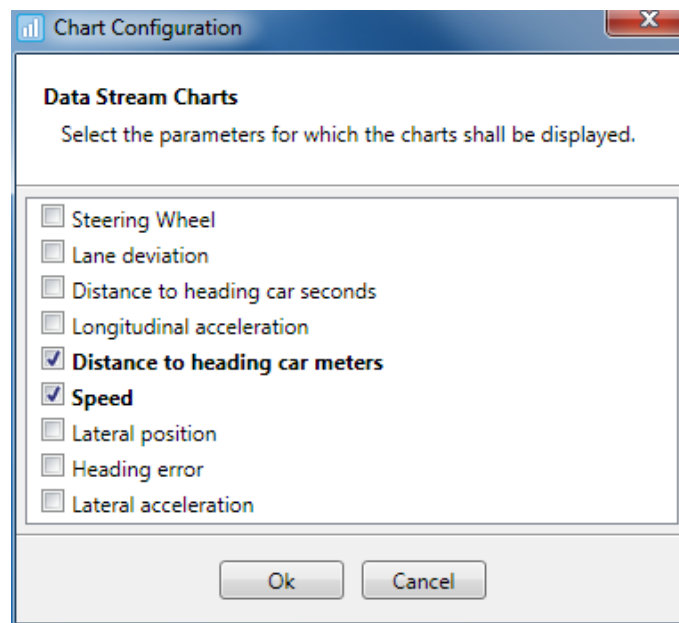 Chart Configuration
Data Stream Charts
Select the parameters for which the charts shall be displayed.
Steering Wheel
Lane deviation
Distance to heading car seconds
Longitudinal acceleration
Distance to heading car meters
Speed
Lateral position
Heading error
Lateral acceleration
Ok Cancel